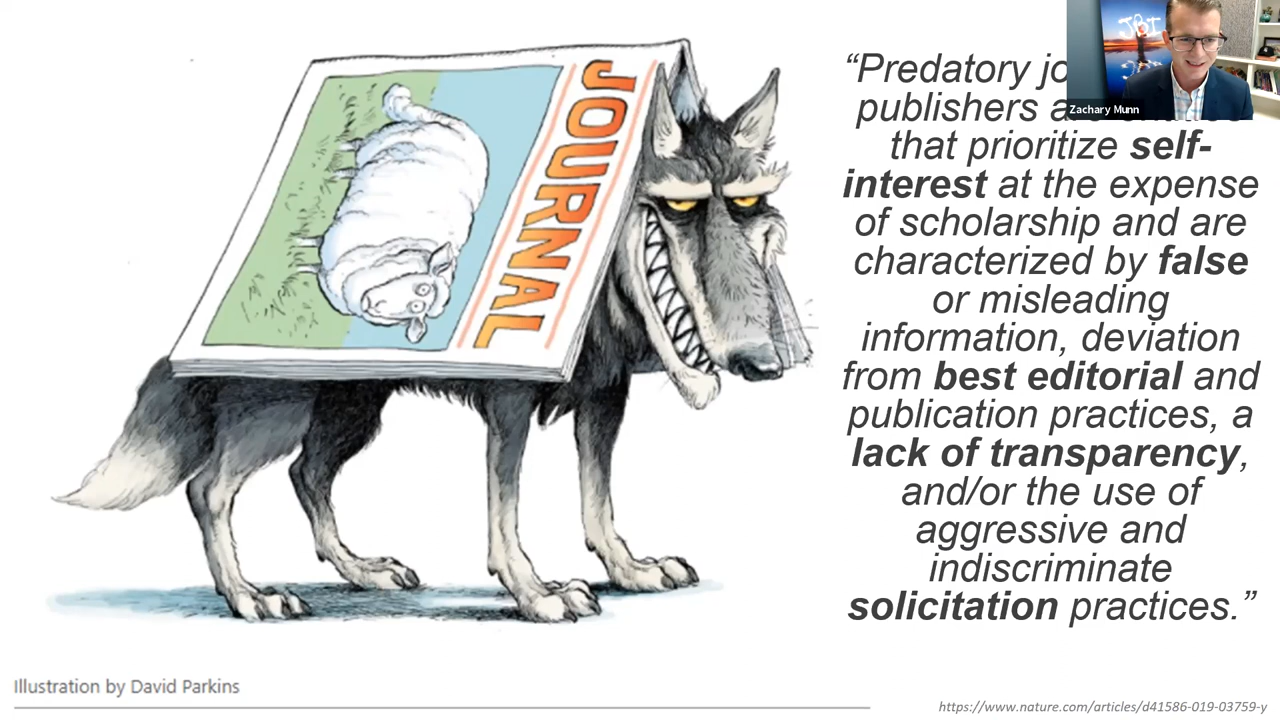 “Predatory jo
publishers a
that prioritize self-
interest at the expense
of scholarship and are
characterized by false
or misleading
information, deviation
from best editorial and
publication practices, a
lack of transparency,
and/or the use of
aggressive and
indiscriminate
solicitation practices.”
JBI
Zachary Munn
JOURNAL
Illustration by David Parkins
https://www.nature.com/articles/d41586-019-03759-y